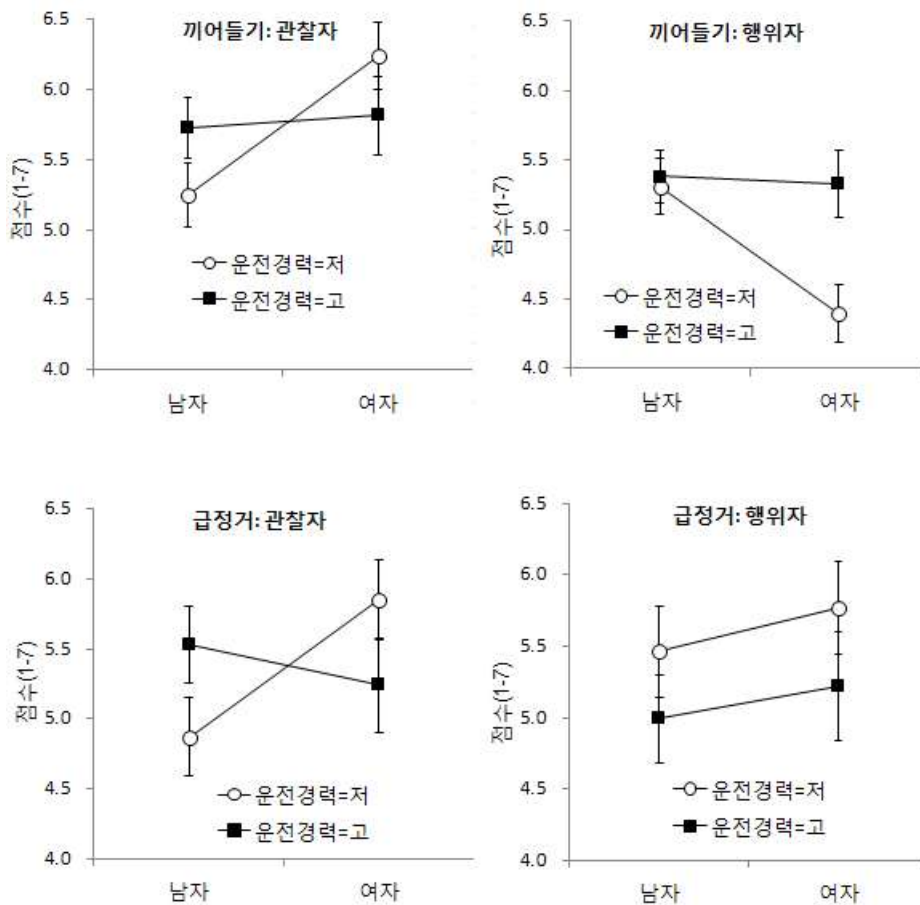 끼어들기: 관찰자
6.5
6.0
5.5
5.0
4.5
4.0
점수(1-7)
운전경력=저
운전경력=고
남자 여자
끼어들기: 행위자
6.5
6.0
5.5
5.0
4.5
4.0
점수(1-7)
운전경력=저
운전경력=고
남자 여자
급정거: 관찰자
6.5
6.0
5.5
5.0
4.5
4.0
점수(1-7)
운전경력=저
운전경력=고
남자 여자
급정거: 행위자
6.5
6.0
5.5
5.0
4.5
4.0
점수(1-7)
운전경력=저
운전경력=고
남자 여자